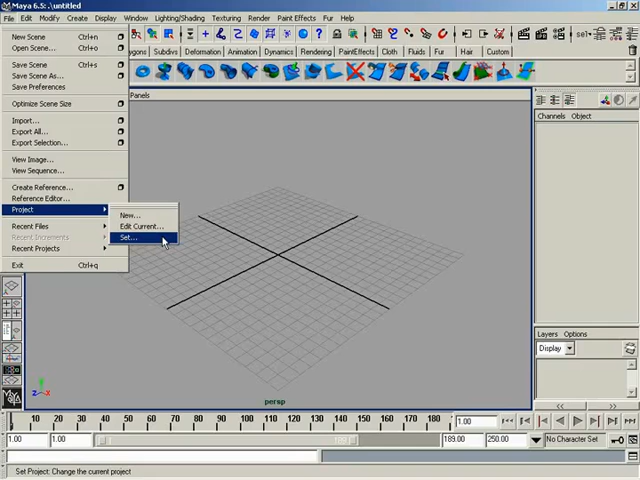 Maya 6.5: .\untitled
File Edit Modify Create Display Window Lighting/Shading Texturing Render Paint Effects Fur Help
New Scene Ctrl+n
Open Scene... Ctrl+o
Save Scene Ctrl+s
Save Scene As...
Save Preferences
Optimize Scene Size
Import...
Export All...
Export Selection...
View Image...
View Sequence...
Create Reference...
Reference Editor...
Project
Recent Files
Recent Increments
Recent Projects
Exit Ctrl+q
New...
Edit Current...
Set...
sel
Polygons Subdivs Deformation Animation Dynamics Rendering PaintEffects Cloth Fluids Fur Hair Custom
Panels
Channels Object
persp
Layers Options
Display
10 20 30 40 50 60 70 80 90 100 110 120 130 140 150 160 170 180
1.00
1.00 1.00 189.00 250.00 No Character Set
Set Project: Change the current project